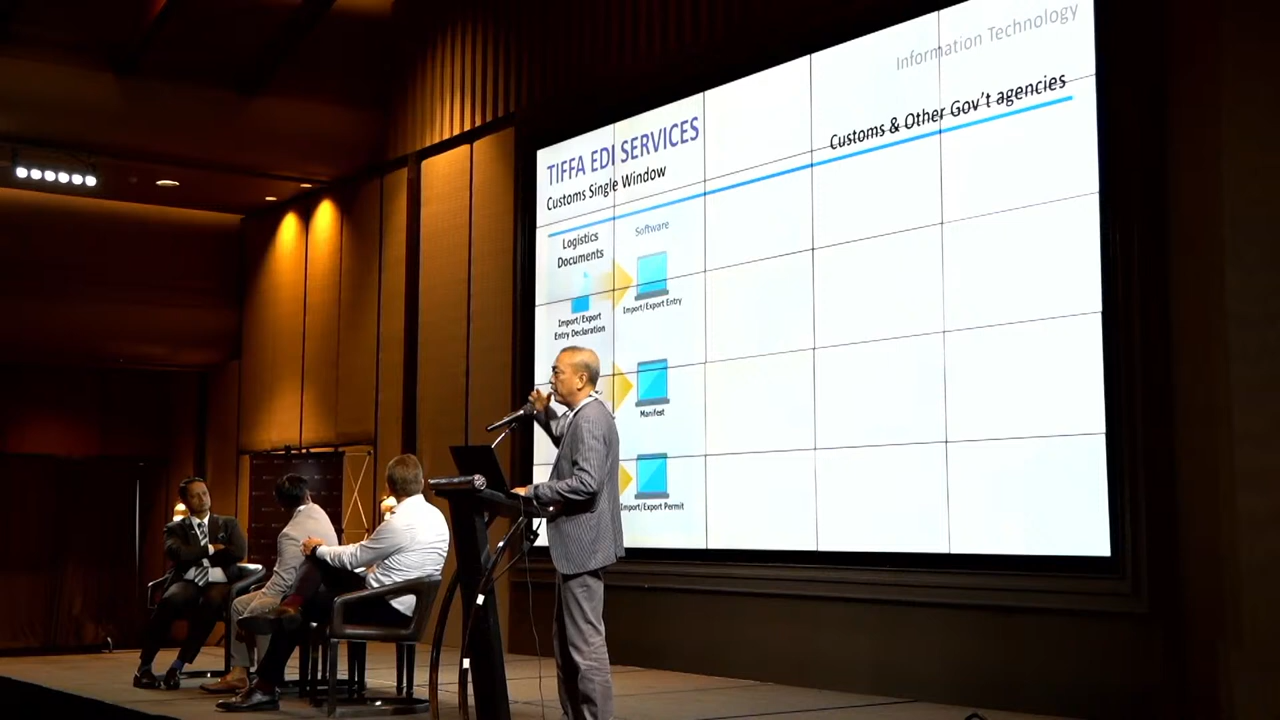 Information Technology
TIFFA EDI SERVICES
Customs & Other Gov't agencies
Customs Single Window
Logistics
Documents
Software
Import/Export
Entry Declaration
Import/Export Entry
Manifest
Import/Export Permit